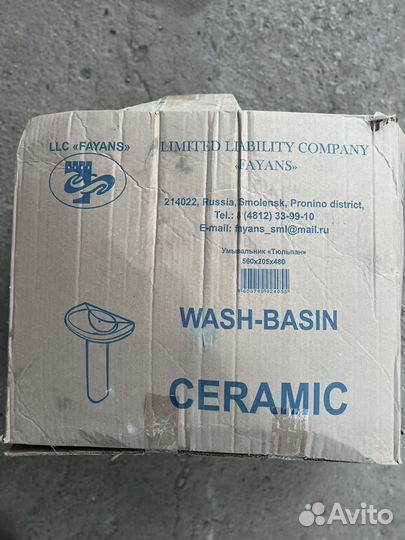 LLC «FAYANS»
LIMITED LIABILITY COMPANY
«FAYANS»
214022, Russia, Smolensk, Pronino district,
Tel.: 8 (4812) 33-99-10
E-mail: fayans_sml@mail.ru
Умывальник «Тюльпан»
560x205x480
WASH-BASIN
CERAMIC
Avito